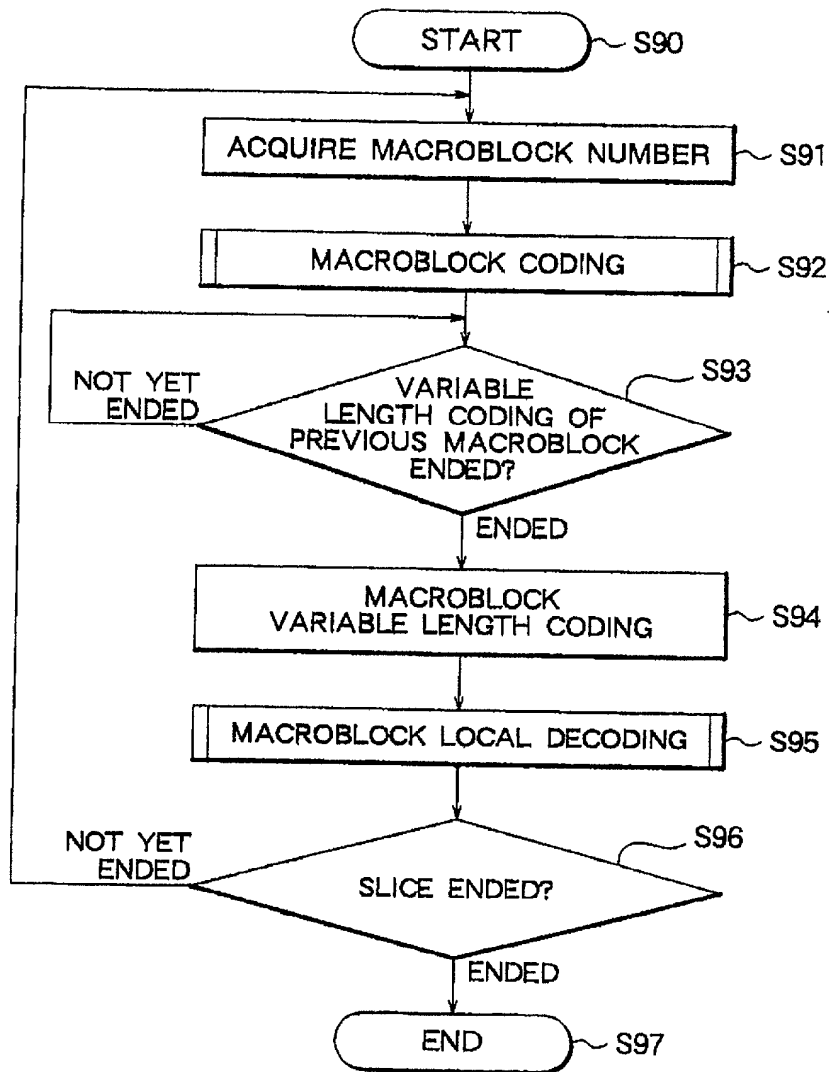 START
S90
ACQUIRE MACROBLOCK NUMBER
S91
MACROBLOCK CODING
S92
NOT YET
ENDED
VARIABLE
LENGTH CODING OF
PREVIOUS MACROBLOCK
ENDED?
S93
ENDED
MACROBLOCK
VARIABLE LENGTH CODING
S94
MACROBLOCK LOCAL DECODING
S95
NOT YET
ENDED
SLICE ENDED?
S96
ENDED
END
S97